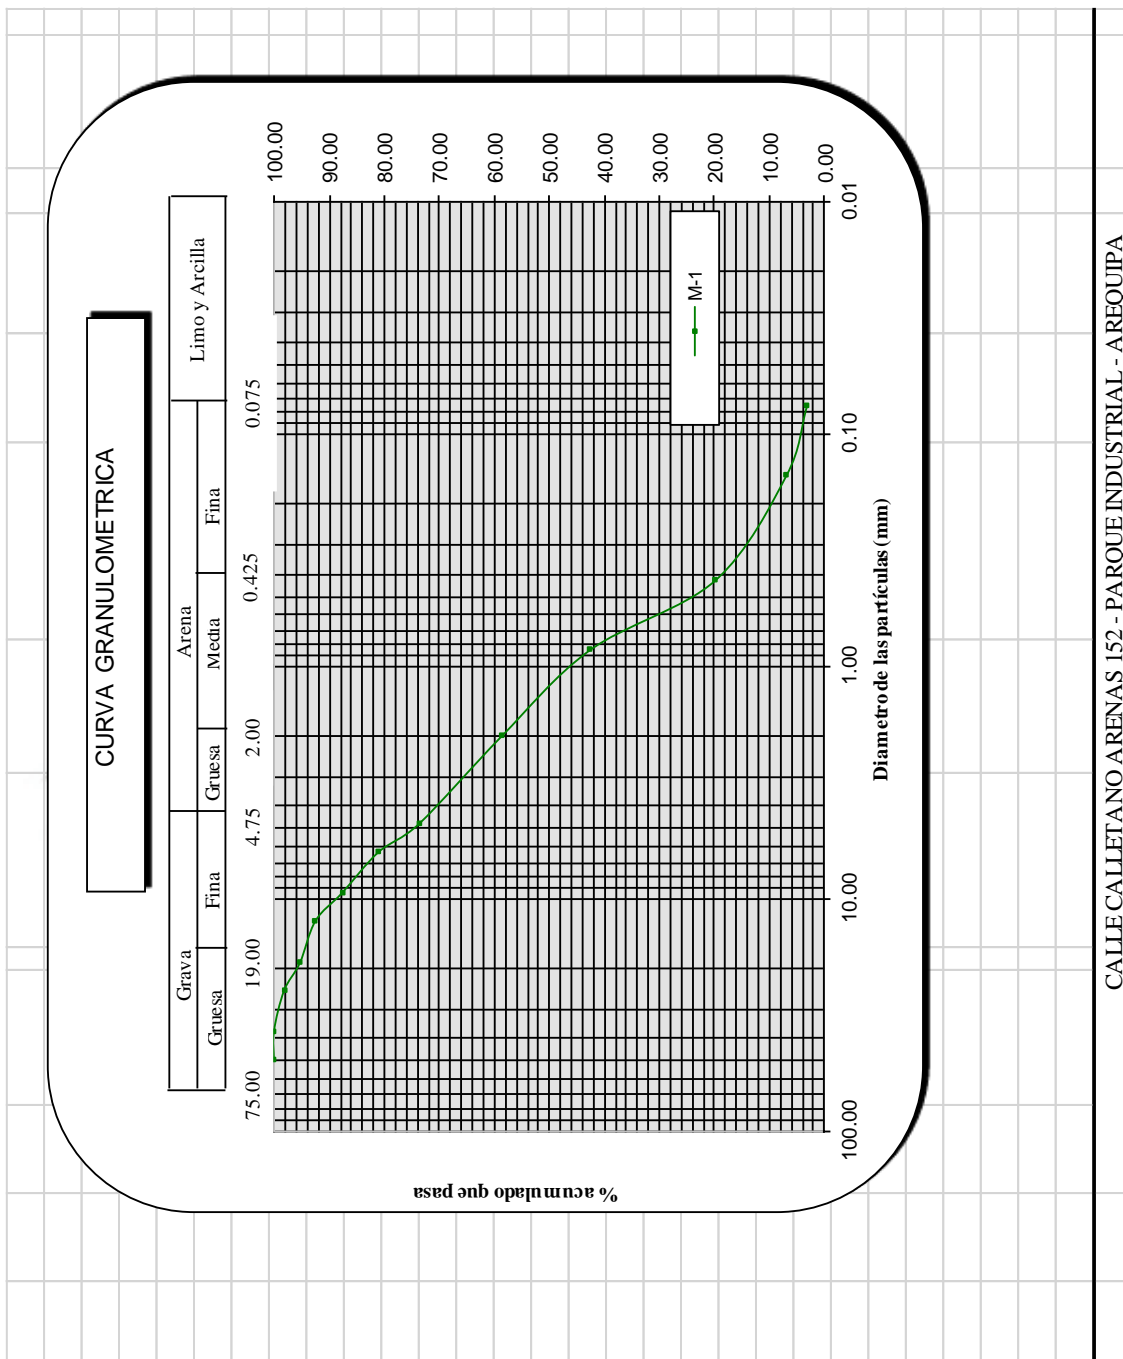 CURVA GRANULOMETRICA
Grava
Arena
Limo y Arcilla
Gruesa
Fina
Gruesa
Media
Fina
75.00
19.00
4.75
2.00
0.425
0.075
100.00
90.00
80.00
70.00
60.00
50.00
40.00
30.00
20.00
10.00
0.00
% acumulado que pasa
M-1
100.00
10.00
1.00
0.10
0.01
Diametro de las partículas (mm)
CALLE CALLETANO ARENAS 152 - PARQUE INDUSTRIAL - AREQUIPA